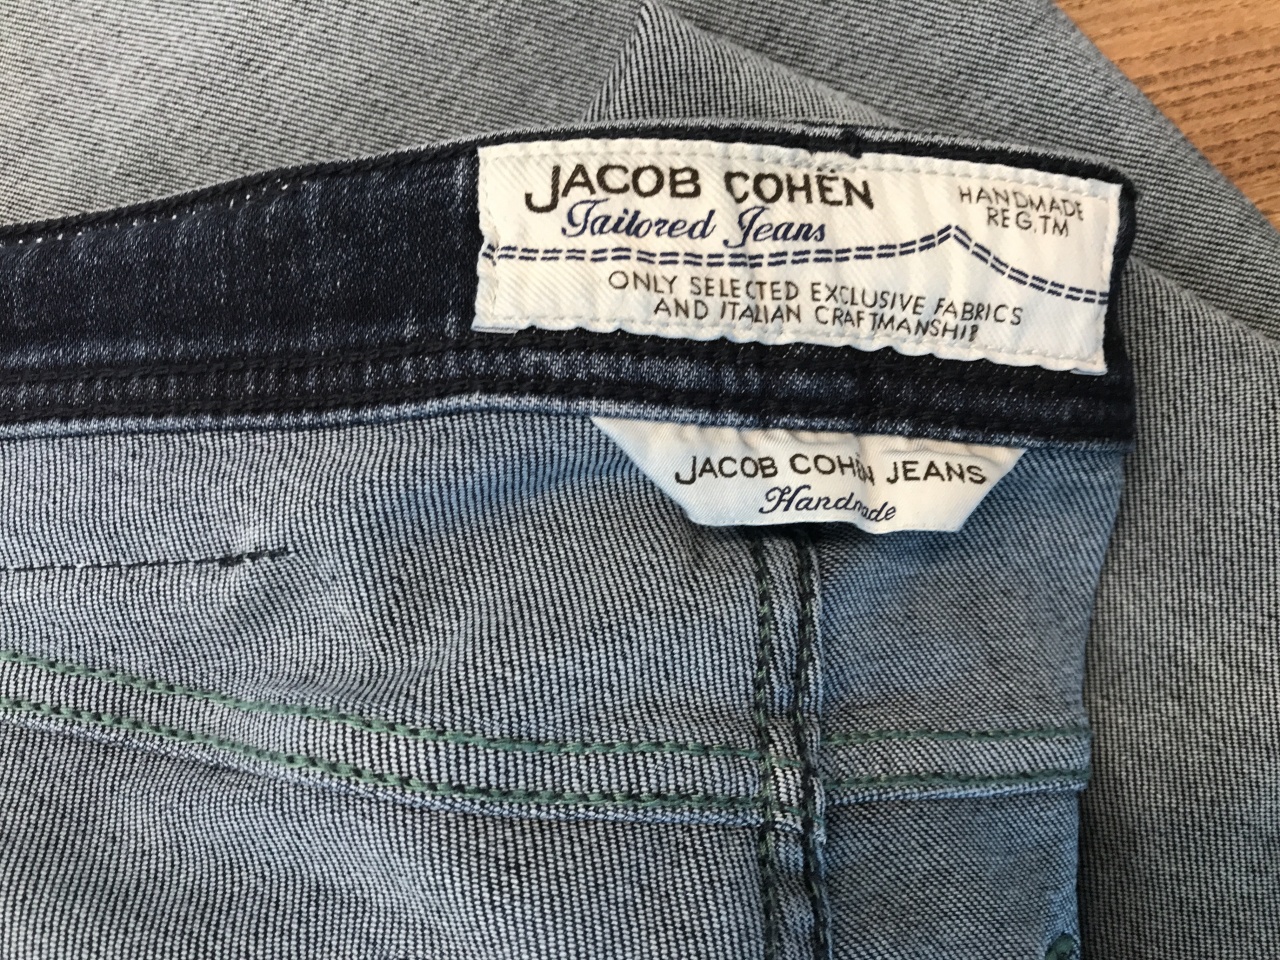 JACOB COHËN
Tailored Jeans
HANDMADE
REG.TM
ONLY SELECTED EXCLUSIVE FABRICS
AND ITALIAN CRAFTMANSHIP
JACOB COHËN JEANS
Handmade